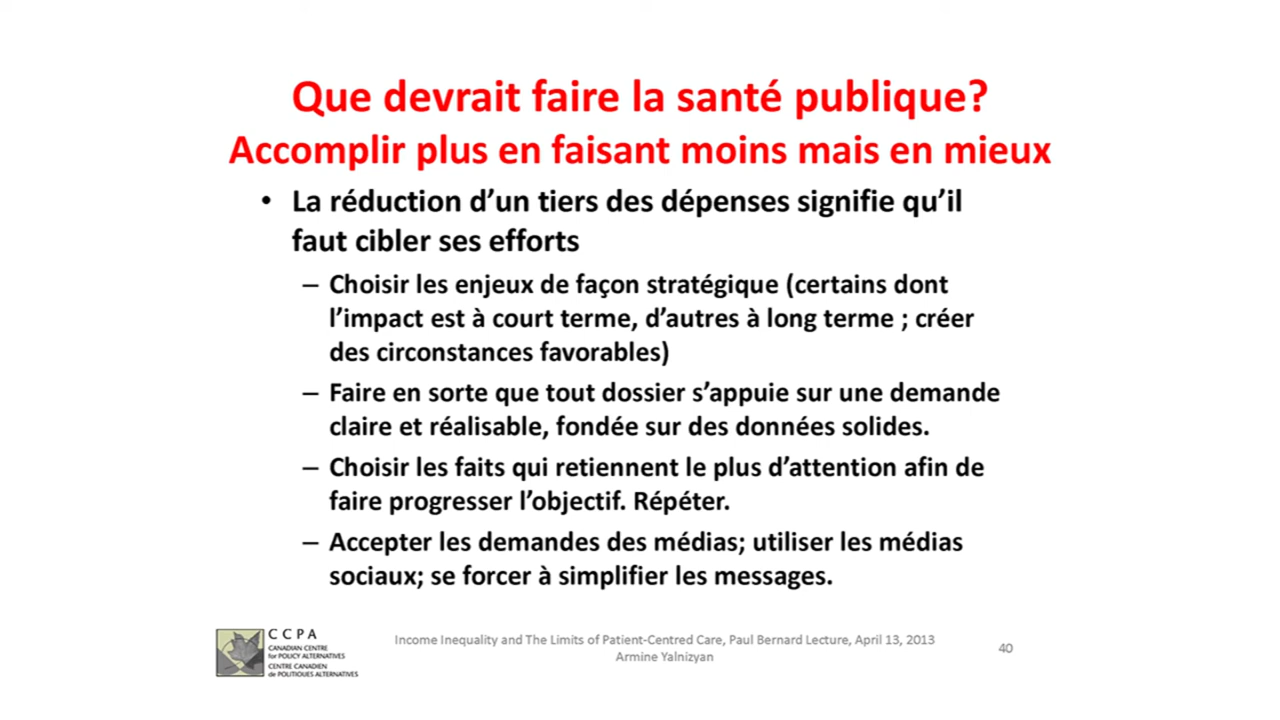 Que devrait faire la santé publique?
Accomplir plus en faisant moins mais en mieux
• La réduction d’un tiers des dépenses signifie qu’il
faut cibler ses efforts
– Choisir les enjeux de façon stratégique (certains dont
l’impact est à court terme, d’autres à long terme ; créer
des circonstances favorables)
– Faire en sorte que tout dossier s’appuie sur une demande
claire et réalisable, fondée sur des données solides.
– Choisir les faits qui retiennent le plus d’attention afin de
faire progresser l’objectif. Répéter.
– Accepter les demandes des médias; utiliser les médias
sociaux; se forcer à simplifier les messages.
CCPA
CANADIAN CENTRE
for POLICY ALTERNATIVES
CENTRE CANADIEN
de POLITIQUES ALTERNATIVES
Income Inequality and The Limits of Patient-Centred Care, Paul Bernard Lecture, April 13, 2013
Armine Yalnizyan
40